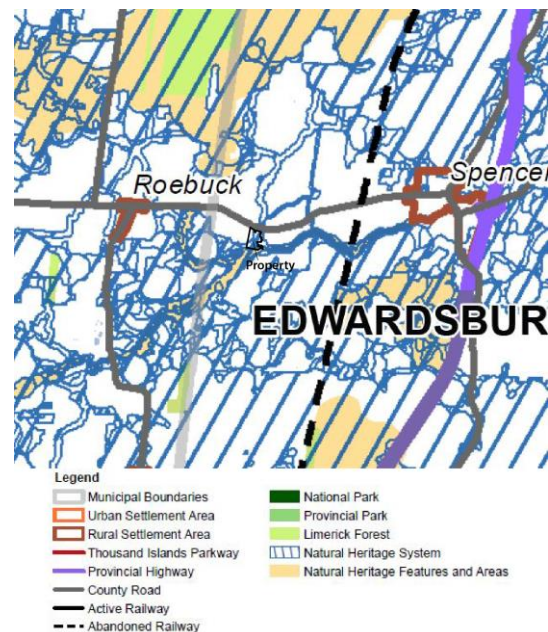 Spencer
Roebuck
Property
EDWARDSBUR
Legend
Municipal Boundaries
Urban Settlement Area
Rural Settlement Area
Thousand Islands Parkway
Provincial Highway
County Road
Active Railway
Abandoned Railway
National Park
Provincial Park
Limerick Forest
Natural Heritage System
Natural Heritage Features and Areas